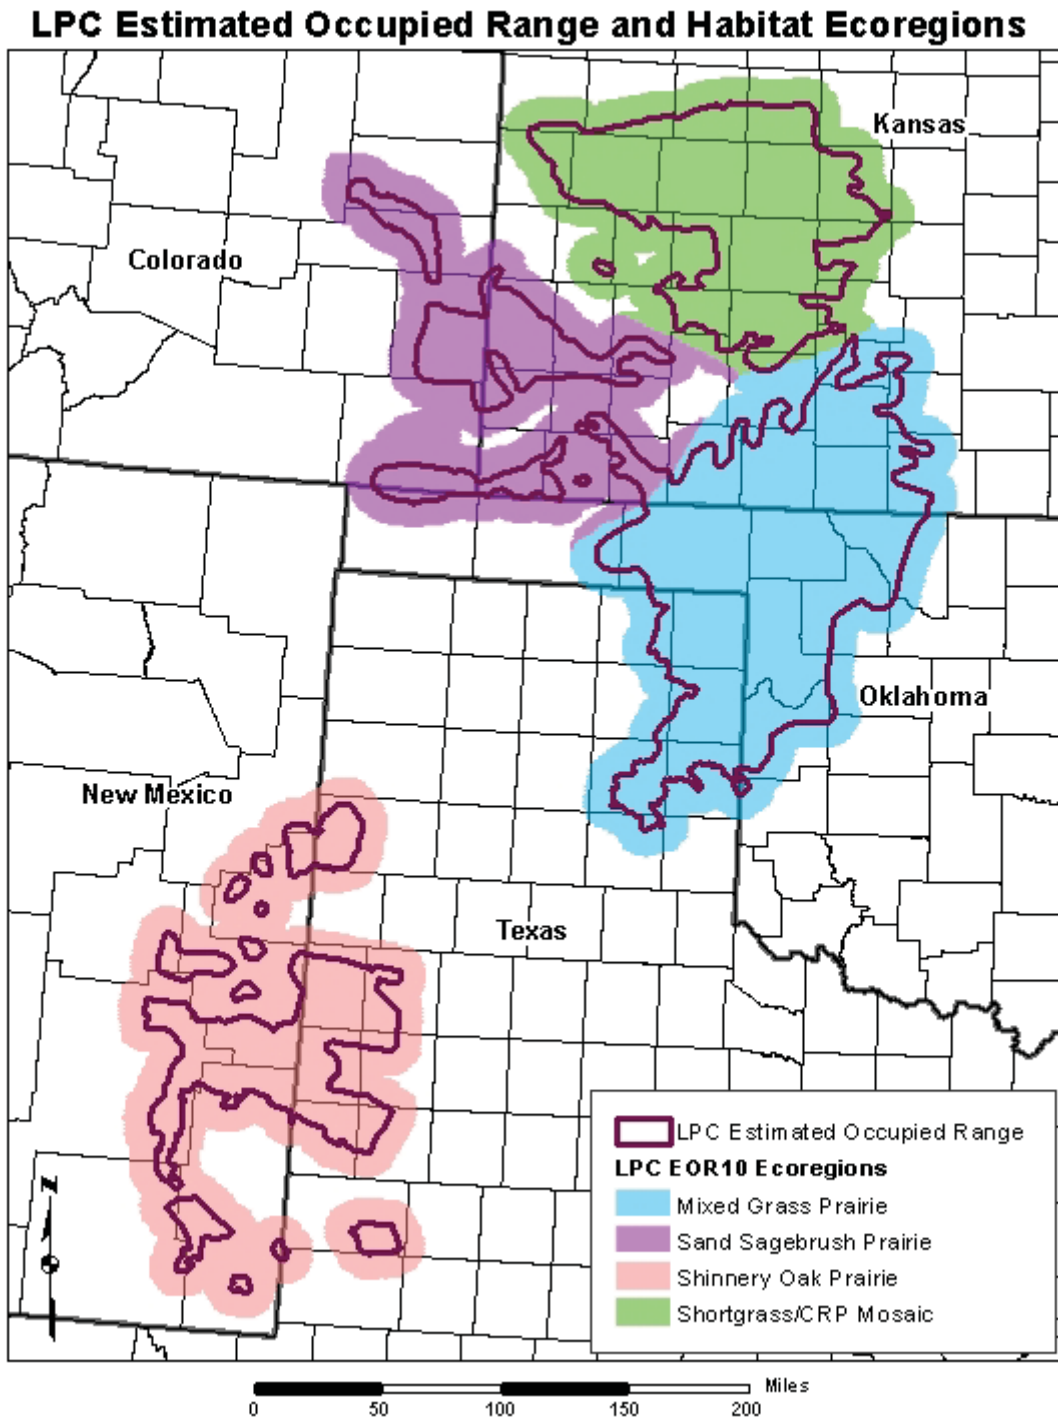 LPC Estimated Occupied Range and Habitat Ecoregions
Kansas
Colorado
Oklahoma
New Mexico
Texas
LPC Estimated Occupied Range
LPC EOR10 Ecoregions
Mixed Grass Prairie
Sand Sagebrush Prairie
Shinnery Oak Prairie
Shortgrass/CRP Mosaic
N
Miles
0 50 100 150 200